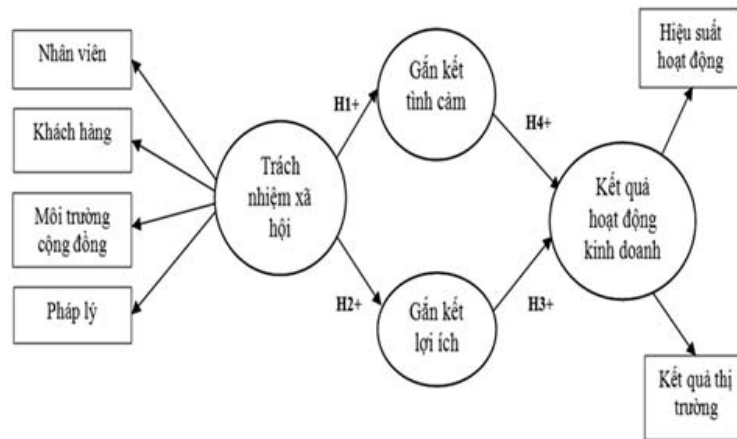 Nhân viên
Khách hàng
Môi trường
cộng đồng
Pháp lý
Trách
nhiệm xã
hội
H1+
H2+
Gắn kết
tình cảm
Gắn kết
lợi ích
H4+
H3+
Kết quả
hoạt động
kinh doanh
Hiệu suất
hoạt động
Kết quả thị
trường